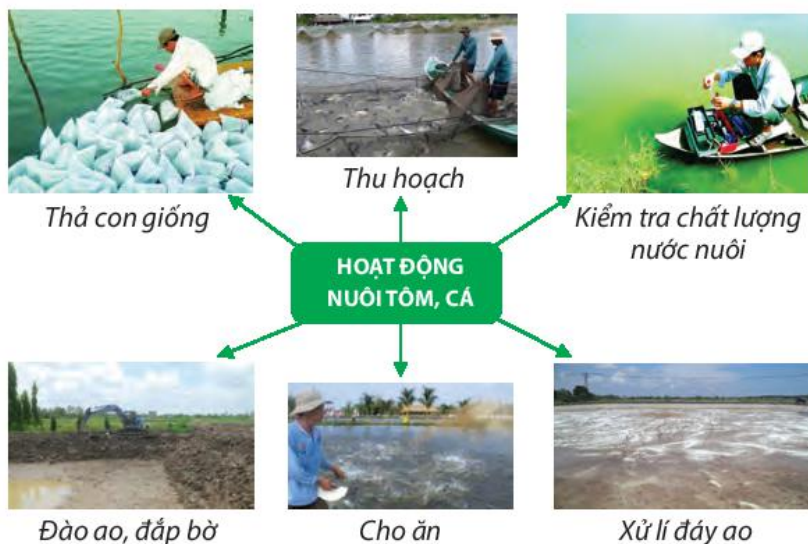 Thả con giống
Thu hoạch
Kiểm tra chất lượng
nước nuôi
HOẠT ĐỘNG
NUÔI TÔM, CÁ
Đào ao, đắp bờ
Cho ăn
Xử lí đáy ao